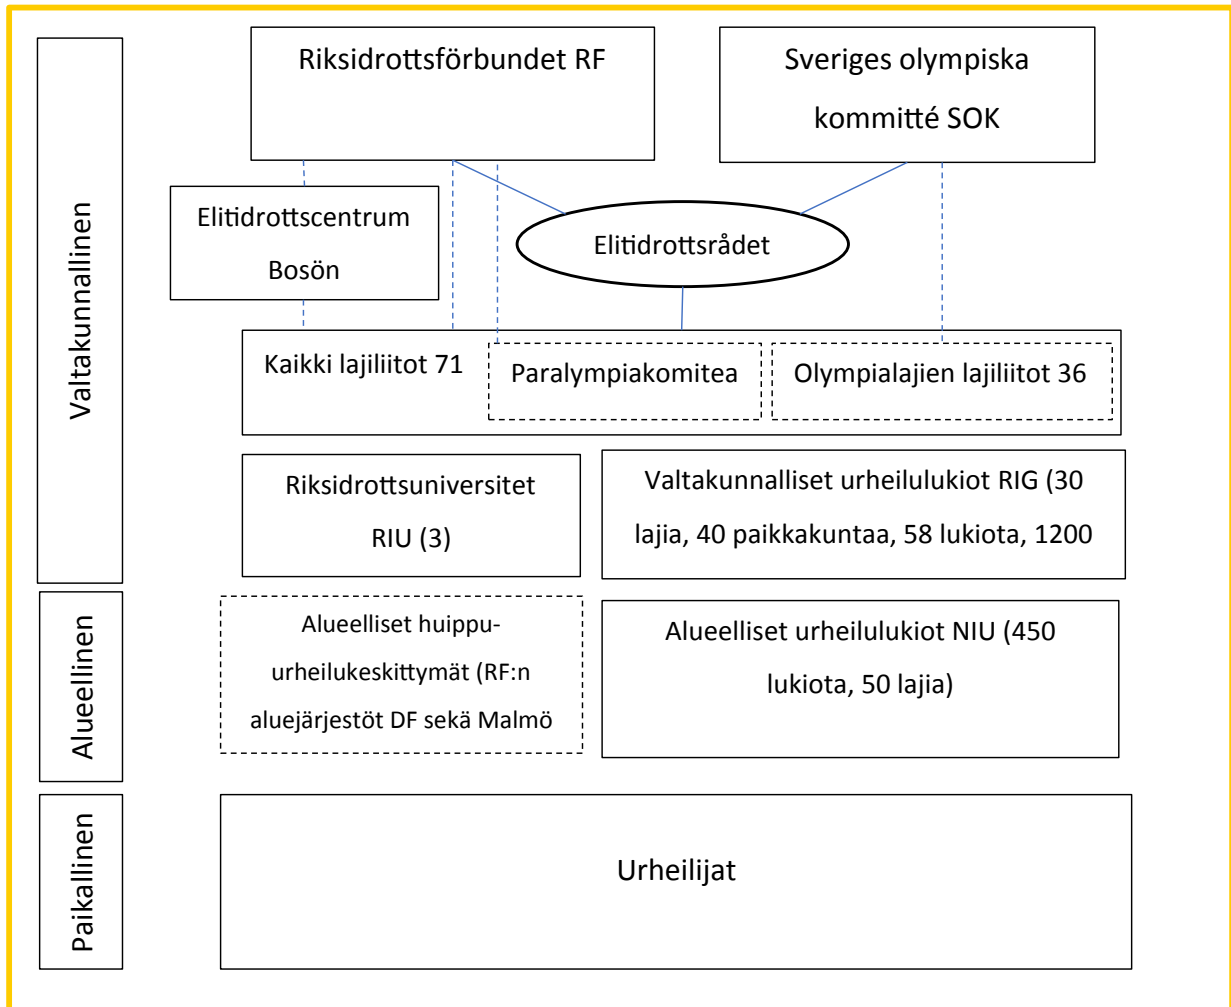 Valtakunnallinen
Riksidrottsförbundet RF
Sveriges olympiska
kommitté SOK
Elitidrottscentrum
Bosön
Elitidrottsrådet
Kaikki lajiliitot 71
Paralympiakomitea
Olympialajien lajiliitot 36
Riksidrottsuniversitet
RIU (3)
Valtakunnalliset urheilulukiot RIG (30
lajia, 40 paikkakuntaa, 58 lukiota, 1200
Alueellinen
Alueelliset huippu-
urheilukeskittymät (RF:n
aluejärjestöt DF sekä Malmö
Alueelliset urheilulukiot NIU (450
lukiota, 50 lajia)
Paikallinen
Urheilijat